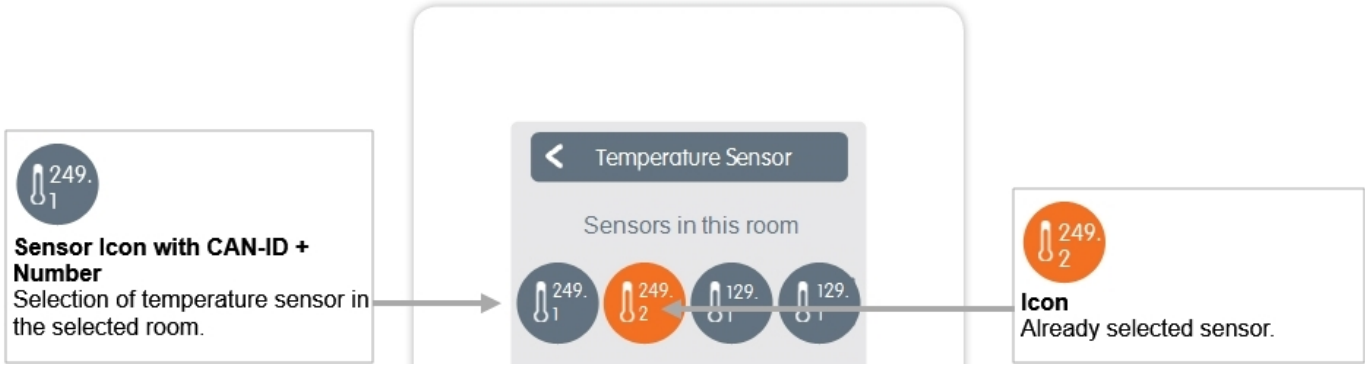 249.
1
Sensor Icon with CAN-ID +
Number
Selection of temperature sensor in
the selected room.
Temperature Sensor
Sensors in this room
249.
1
249.
2
129.
1
129.
1
249.
2
Icon
Already selected sensor.